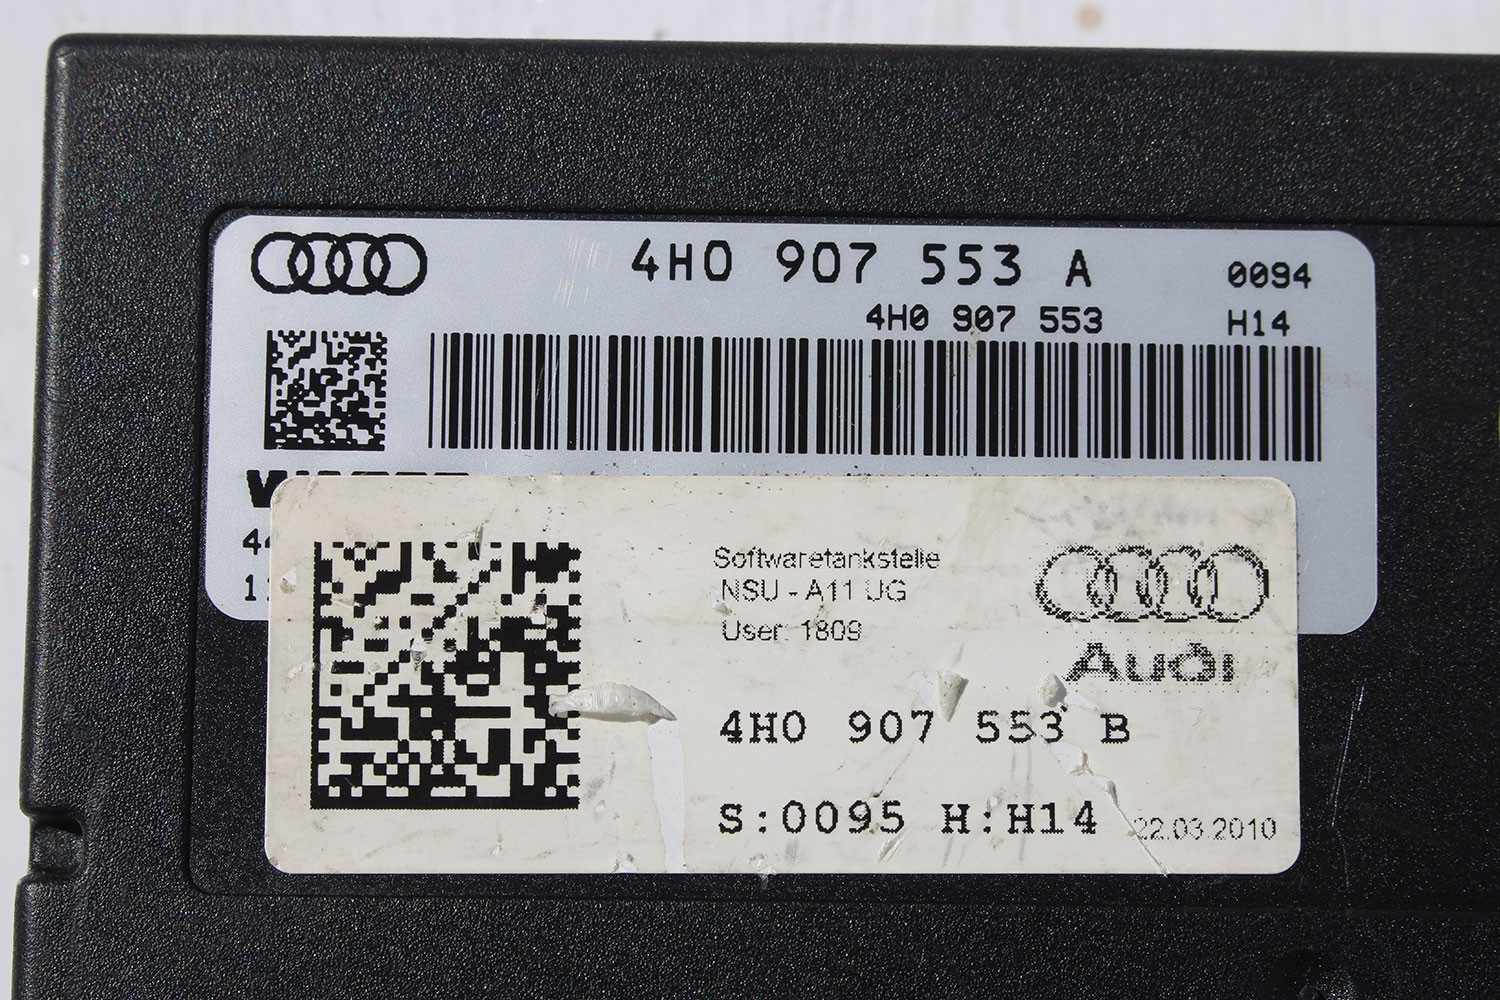 4H0 907 553 A 0094
4H0 907 553 H14
Softwaretankstelle
NSU - A11 UG
User: 1809
Audi
4H0 907 553 B
S:0095 H:H14 22.03.2010